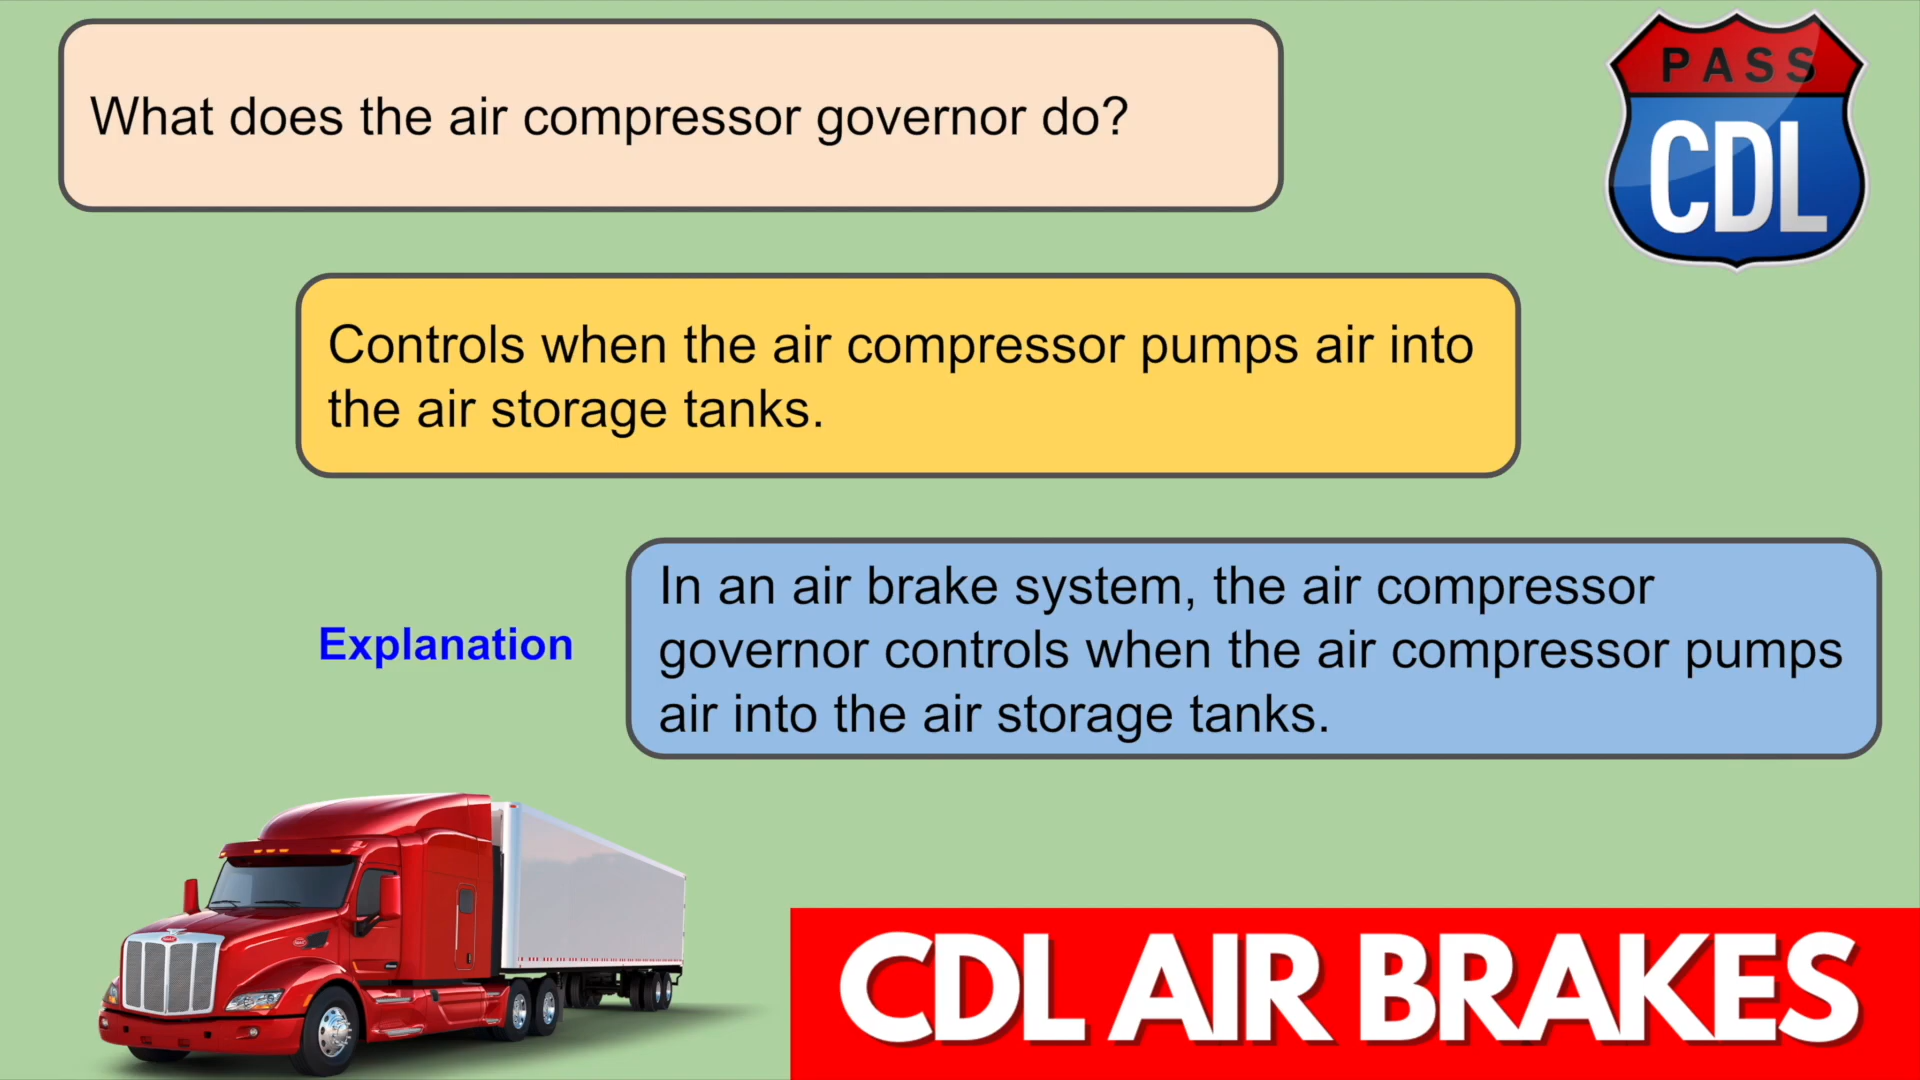 What does the air compressor governor do?
PASS
CDL
Controls when the air compressor pumps air into
the air storage tanks.
Explanation
In an air brake system, the air compressor
governor controls when the air compressor pumps
air into the air storage tanks.
CDL AIR BRAKES